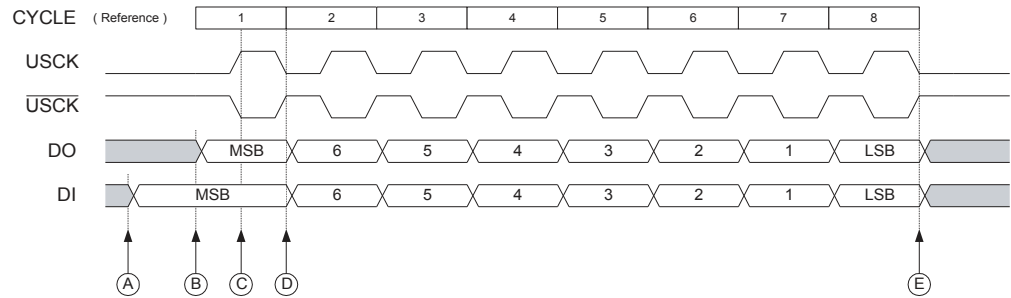 CYCLE ( Reference ) 1 2 3 4 5 6 7 8
USCK
USCK
DO MSB 6 5 4 3 2 1 LSB
DI MSB 6 5 4 3 2 1 LSB
A B C D E